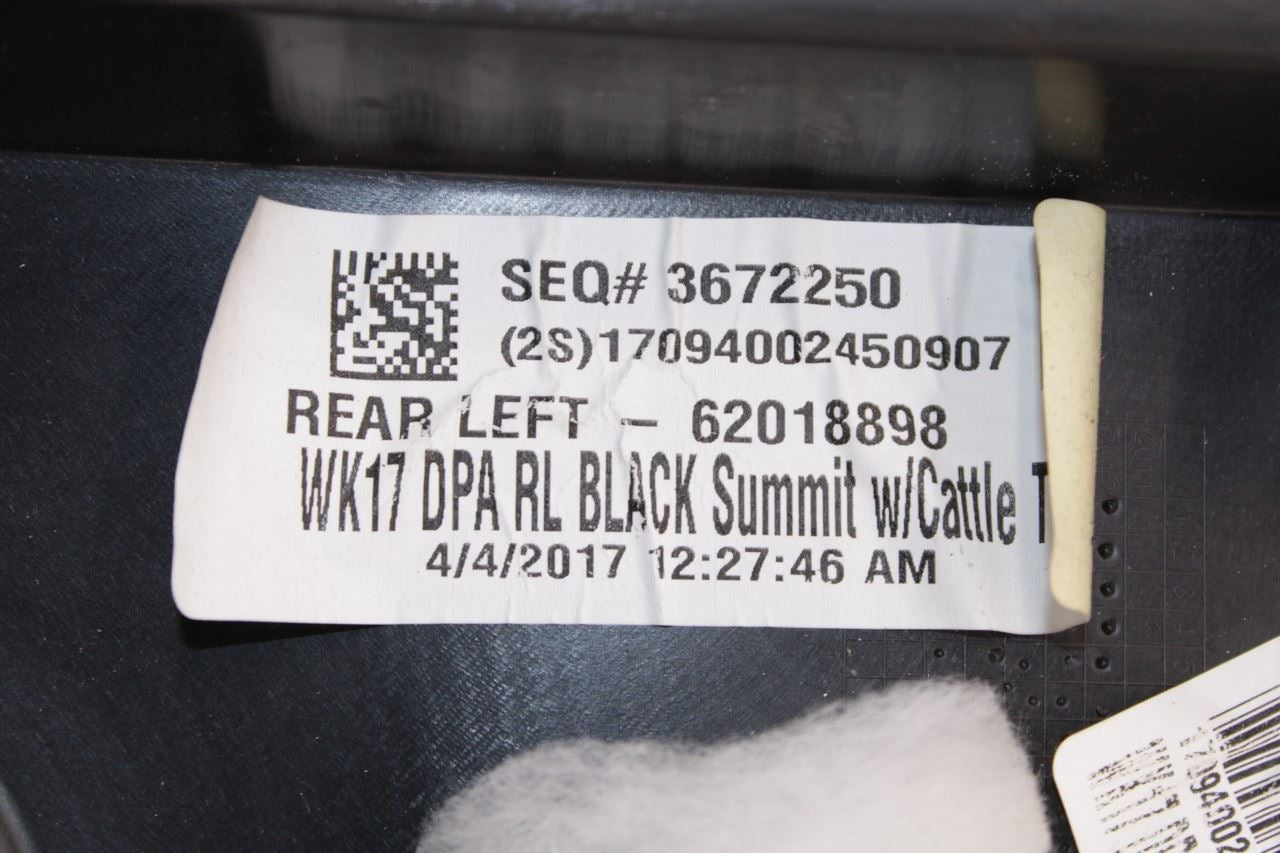 SEQ# 3672250
(2S)17094002450907
REAR LEFT – 62018898
WK17 DPA RL BLACK Summit w/Cattle T
4/4/2017 12:27:46 AM